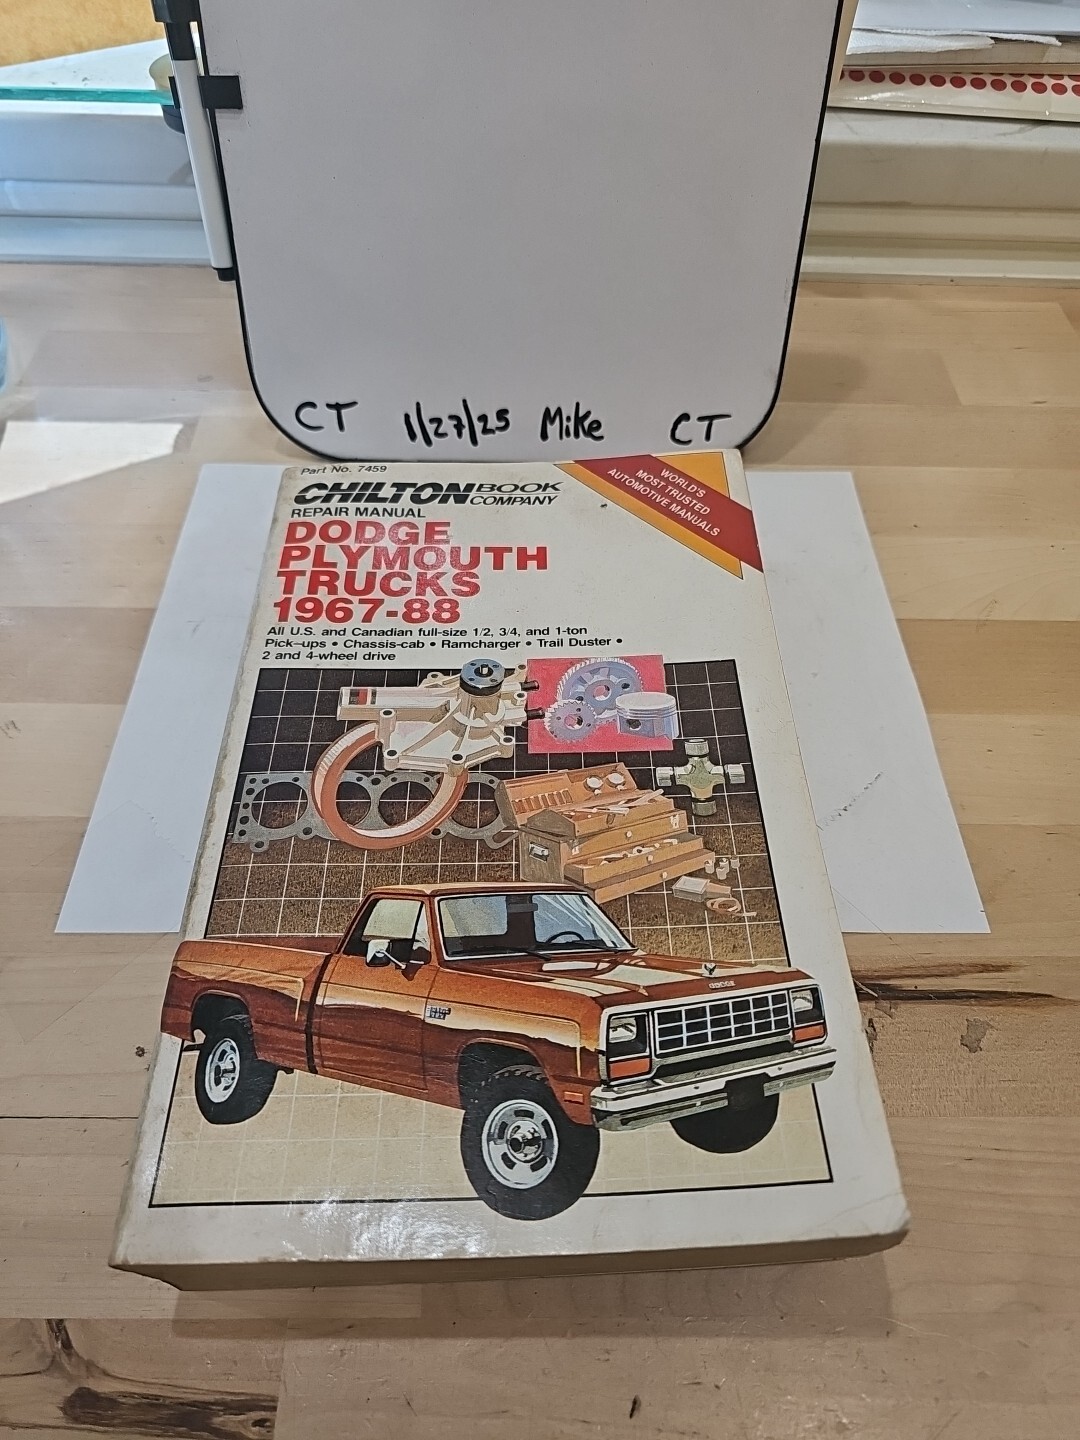 CT 1/27/25 Mike CT
Part No. 7459
CHILTON BOOK COMPANY
REPAIR MANUAL
WORLD'S
MOST TRUSTED
AUTOMOTIVE MANUALS
DODGE
PLYMOUTH
TRUCKS
1967-88
All U.S. and Canadian full-size 1/2, 3/4, and 1-ton
Pick-ups • Chassis-cab • Ramcharger • Trail Duster •
2 and 4-wheel drive
DODGE